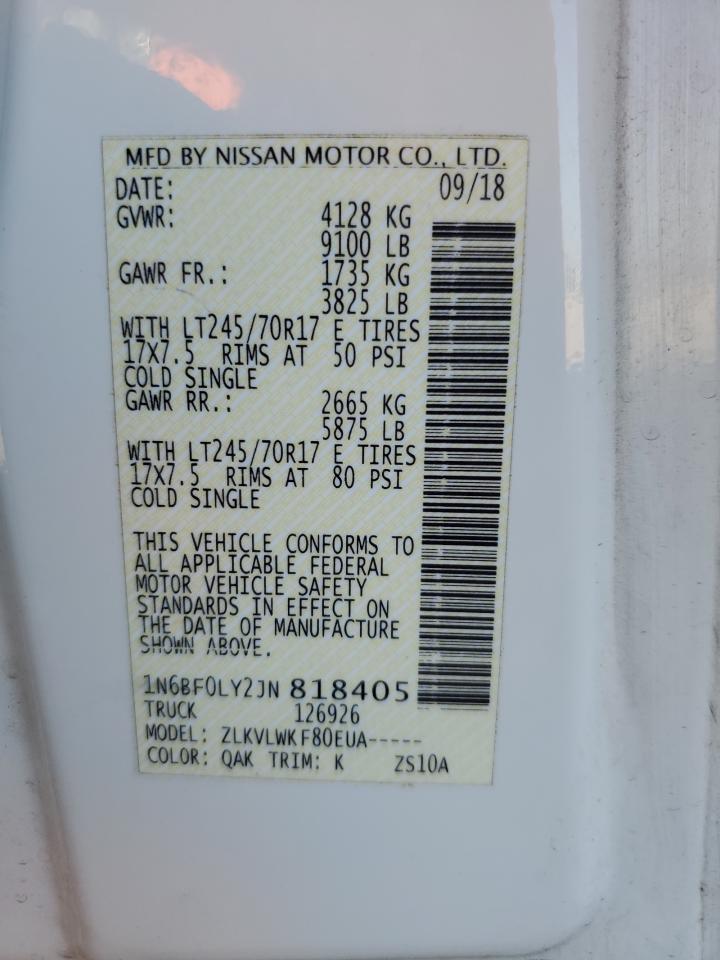 MFD BY NISSAN MOTOR CO., LTD.
DATE: 09/18
GVWR: 4128 KG
9100 LB
GAWR FR.: 1735 KG
3825 LB
WITH LT245/70R17 E TIRES
17X7.5 RIMS AT 50 PSI
COLD SINGLE
GAWR RR.: 2665 KG
5875 LB
WITH LT245/70R17 E TIRES
17X7.5 RIMS AT 80 PSI
COLD SINGLE
THIS VEHICLE CONFORMS TO
ALL APPLICABLE FEDERAL
MOTOR VEHICLE SAFETY
STANDARDS IN EFFECT ON
THE DATE OF MANUFACTURE
SHOWN ABOVE.
1N6BF0LY2JN 818405
TRUCK 126926
MODEL: ZLKVLWKF80EUA-----
COLOR: QAK TRIM: K ZS10A